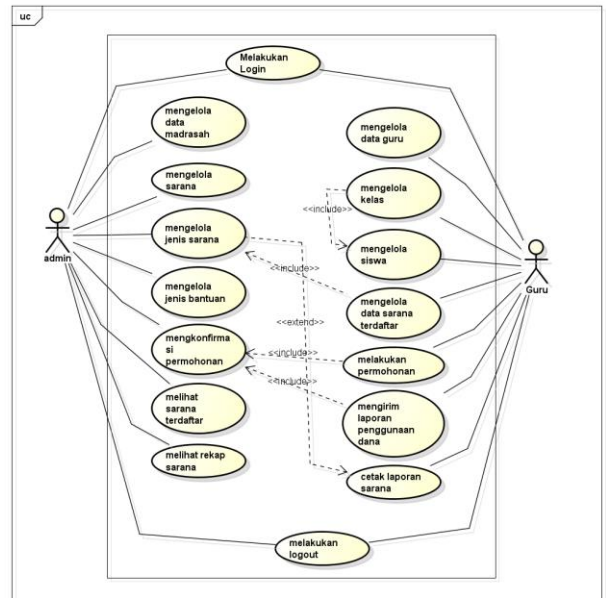 uc
Melakukan
Login
mengelola
data
madrasah
mengelola
sarana
mengelola
jenis sarana
mengelola
jenis bantuan
mengkonfirma
si
permohonan
melihat
sarana
terdaftar
melihat rekap
sarana
admin
mengelola
data guru
mengelola
kelas
<<include>>
mengelola
siswa
<<include>>
mengelola
data sarana
terdaftar
<<extend>>
<<include>>
melakukan
permohonan
<<include>>
mengirim
laporan
penggunaan
dana
cetak laporan
sarana
Guru
melakukan
logout